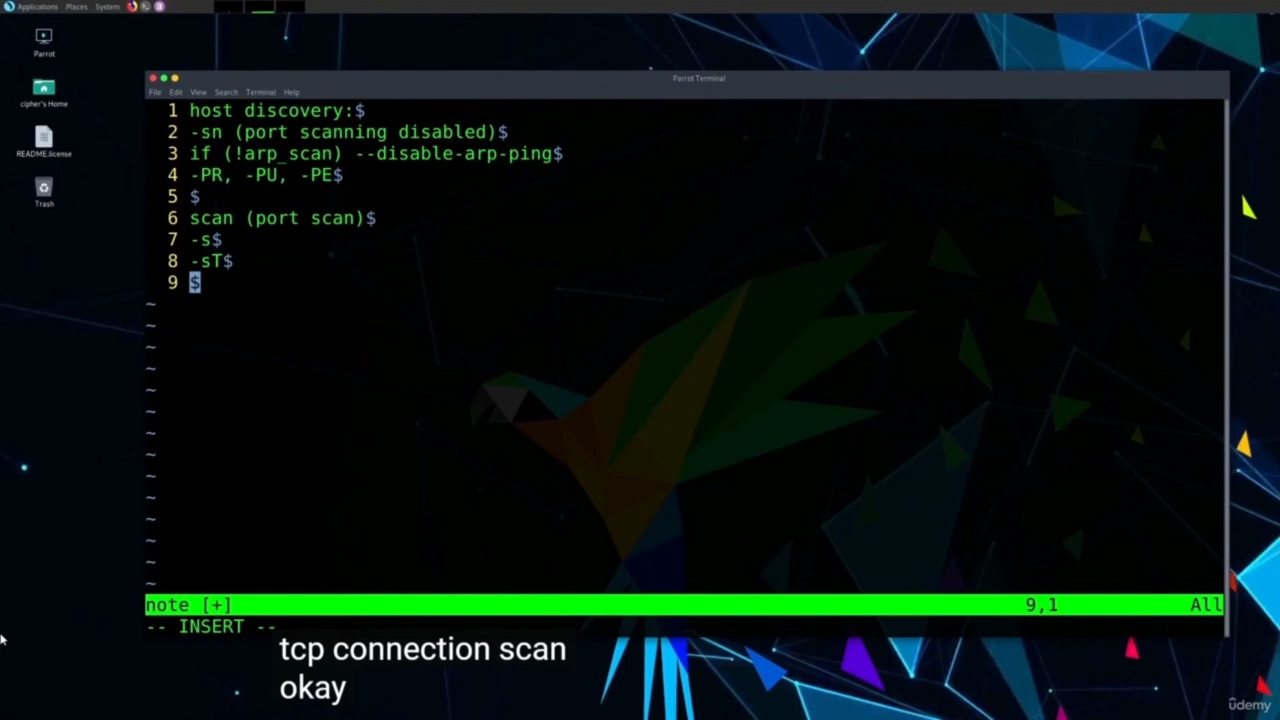 Applications Places System
Parrot
cipher's Home
README.license
Trash
Parrot Terminal
File Edit View Search Terminal Help
1 host discovery:$
2 -sn (port scanning disabled)$
3 if (!arp_scan) --disable-arp-ping$
4 -PR, -PU, -PE$
5 $
6 scan (port scan)$
7 -s$
8 -sT$
9 $
~
~
~
~
~
~
~
~
~
~
~
~
~
~
note [+] 9,1 All
-- INSERT --
tcp connection scan
okay
ûdemy